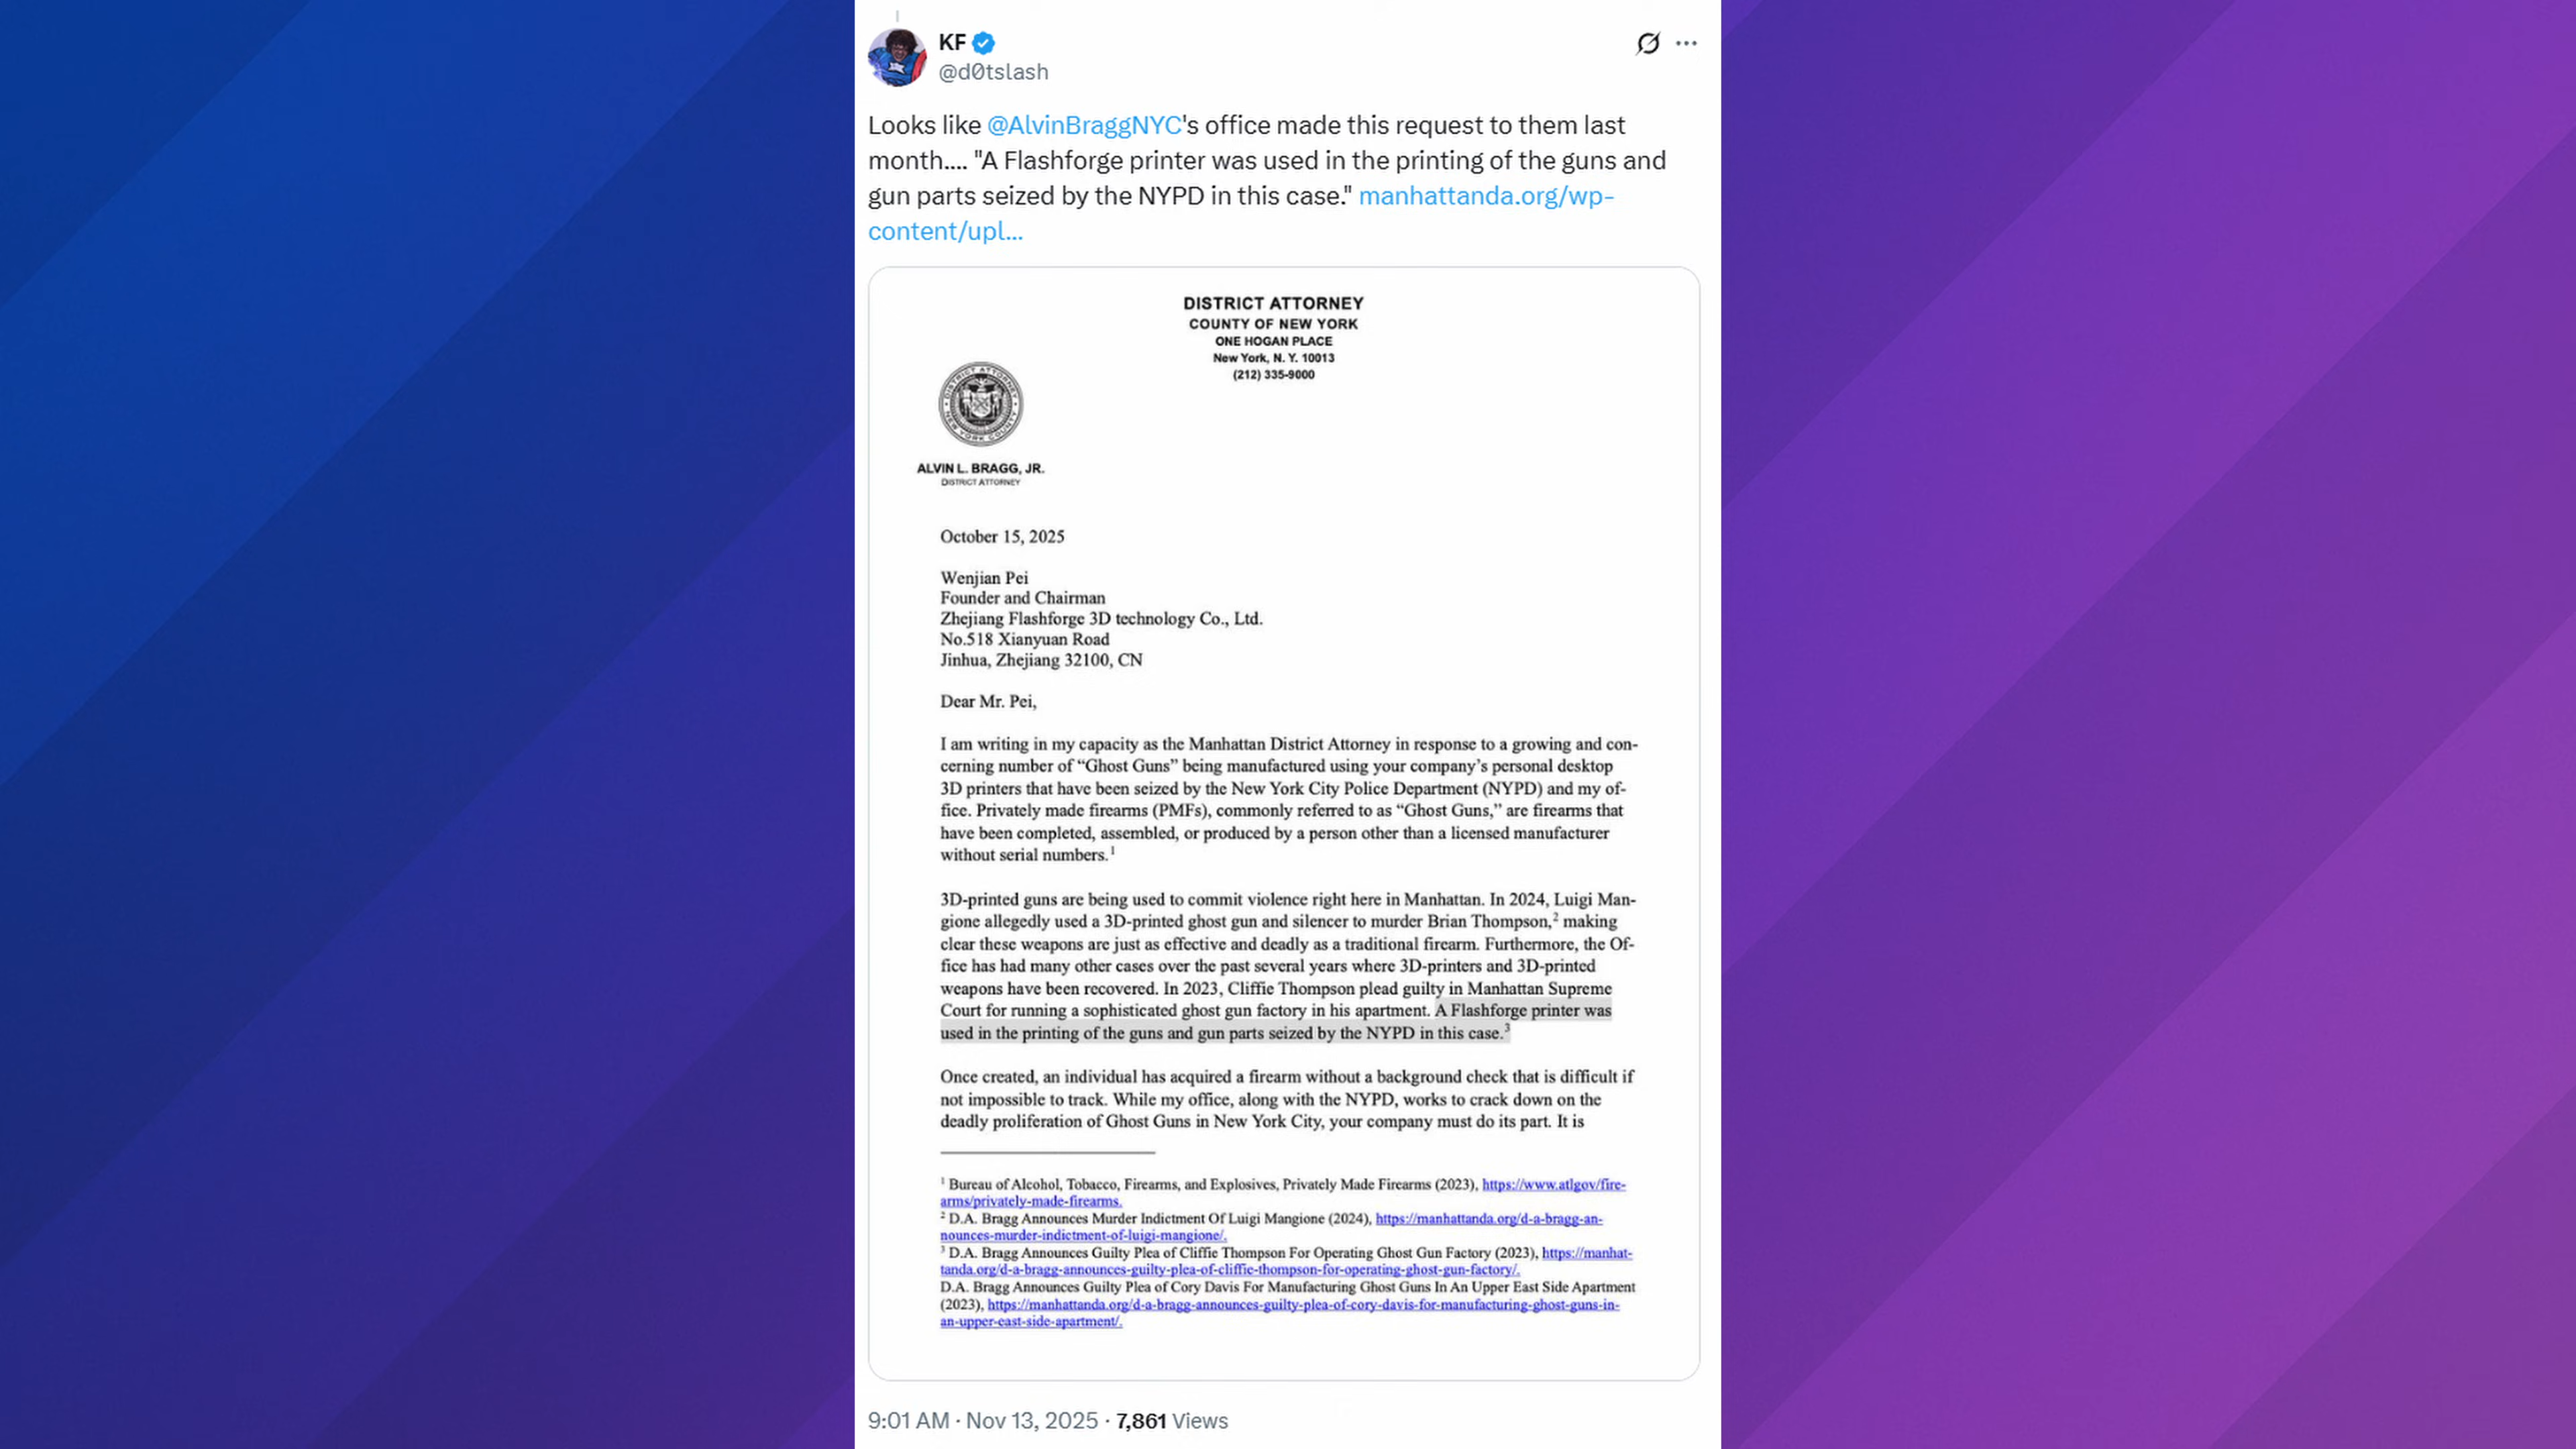 KF
@d0tslash
Looks like @AlvinBraggNYC's office made this request to them last
month.... "A Flashforge printer was used in the printing of the guns and
gun parts seized by the NYPD in this case." manhattanda.org/wp-
content/upl...
DISTRICT ATTORNEY
COUNTY OF NEW YORK
ONE HOGAN PLACE
New York, N. Y. 10013
(212) 335-9000
DISTRICT ATTORNEY
NEW YORK COUNTY
ALVIN L. BRAGG, JR.
DISTRICT ATTORNEY
October 15, 2025
Wenjian Pei
Founder and Chairman
Zhejiang Flashforge 3D technology Co., Ltd.
No.518 Xianyuan Road
Jinhua, Zhejiang 32100, CN
Dear Mr. Pei,
I am writing in my capacity as the Manhattan District Attorney in response to a growing and con-
cerning number of “Ghost Guns” being manufactured using your company’s personal desktop
3D printers that have been seized by the New York City Police Department (NYPD) and my of-
fice. Privately made firearms (PMFs), commonly referred to as “Ghost Guns,” are firearms that
have been completed, assembled, or produced by a person other than a licensed manufacturer
without serial numbers.1
3D-printed guns are being used to commit violence right here in Manhattan. In 2024, Luigi Man-
gione allegedly used a 3D-printed ghost gun and silencer to murder Brian Thompson,2 making
clear these weapons are just as effective and deadly as a traditional firearm. Furthermore, the Of-
fice has had many other cases over the past several years where 3D-printers and 3D-printed
weapons have been recovered. In 2023, Cliffie Thompson plead guilty in Manhattan Supreme
Court for running a sophisticated ghost gun factory in his apartment. A Flashforge printer was
used in the printing of the guns and gun parts seized by the NYPD in this case.3
Once created, an individual has acquired a firearm without a background check that is difficult if
not impossible to track. While my office, along with the NYPD, works to crack down on the
deadly proliferation of Ghost Guns in New York City, your company must do its part. It is
1 Bureau of Alcohol, Tobacco, Firearms, and Explosives, Privately Made Firearms (2023), https://www.atlgov/fire-
arms/privately-made-firearms.
2 D.A. Bragg Announces Murder Indictment Of Luigi Mangione (2024), https://manhattanda.org/d-a-bragg-an-
nounces-murder-indictment-of-luigi-mangione/.
3 D.A. Bragg Announces Guilty Plea of Cliffie Thompson For Operating Ghost Gun Factory (2023), https://manhat-
tanda.org/d-a-bragg-announces-guilty-plea-of-cliffie-thompson-for-operating-ghost-gun-factory/.
D.A. Bragg Announces Guilty Plea of Cory Davis For Manufacturing Ghost Guns In An Upper East Side Apartment
(2023), https://manhattanda.org/d-a-bragg-announces-guilty-plea-of-cory-davis-for-manufacturing-ghost-guns-in-
an-upper-east-side-apartment/.
9:01 AM · Nov 13, 2025 · 7,861 Views